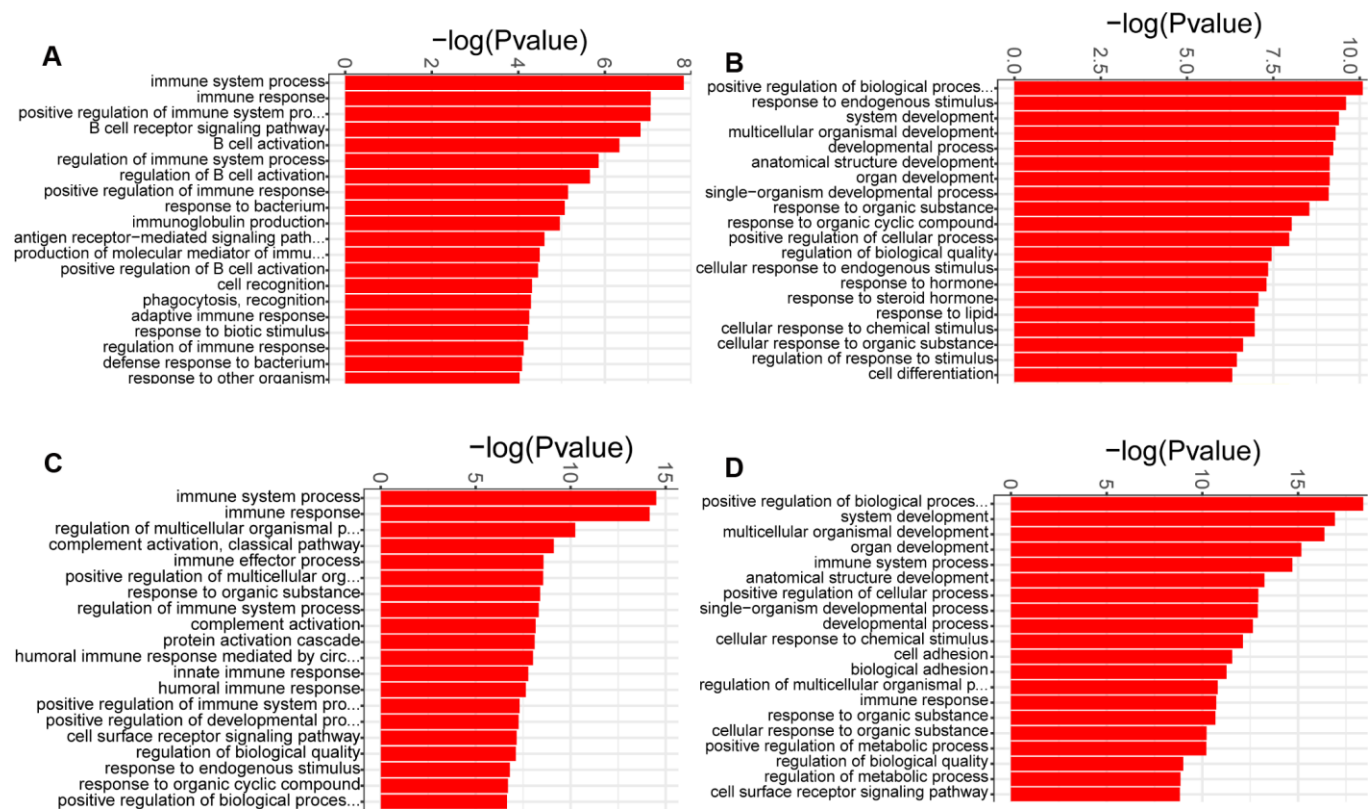 A
−log(Pvalue)
0 2 4 6 8
immune system process
immune response
positive regulation of immune system pro...
B cell receptor signaling pathway
B cell activation
regulation of immune system process
regulation of B cell activation
positive regulation of immune response
response to bacterium
immunoglobulin production
antigen receptor−mediated signaling path...
production of molecular mediator of immu...
positive regulation of B cell activation
cell recognition
phagocytosis, recognition
adaptive immune response
response to biotic stimulus
regulation of immune response
defense response to bacterium
response to other organism
B
−log(Pvalue)
0.0 2.5 5.0 7.5 10.0
positive regulation of biological proces...
response to endogenous stimulus
system development
multicellular organismal development
developmental process
anatomical structure development
organ development
single−organism developmental process
response to organic substance
response to organic cyclic compound
positive regulation of cellular process
regulation of biological quality
cellular response to endogenous stimulus
response to hormone
response to steroid hormone
response to lipid
cellular response to chemical stimulus
cellular response to organic substance
regulation of response to stimulus
cell differentiation
C
−log(Pvalue)
0 5 10 15
immune system process
immune response
regulation of multicellular organismal p...
complement activation, classical pathway
immune effector process
positive regulation of multicellular org...
response to organic substance
regulation of immune system process
complement activation
protein activation cascade
humoral immune response mediated by circ...
innate immune response
humoral immune response
positive regulation of immune system pro...
positive regulation of developmental pro...
cell surface receptor signaling pathway
regulation of biological quality
response to endogenous stimulus
response to organic cyclic compound
positive regulation of biological proces...
D
−log(Pvalue)
0 5 10 15
positive regulation of biological proces...
system development
multicellular organismal development
organ development
immune system process
anatomical structure development
positive regulation of cellular process
single−organism developmental process
developmental process
cellular response to chemical stimulus
cell adhesion
biological adhesion
regulation of multicellular organismal p...
immune response
response to organic substance
cellular response to organic substance
positive regulation of metabolic process
regulation of biological quality
regulation of metabolic process
cell surface receptor signaling pathway